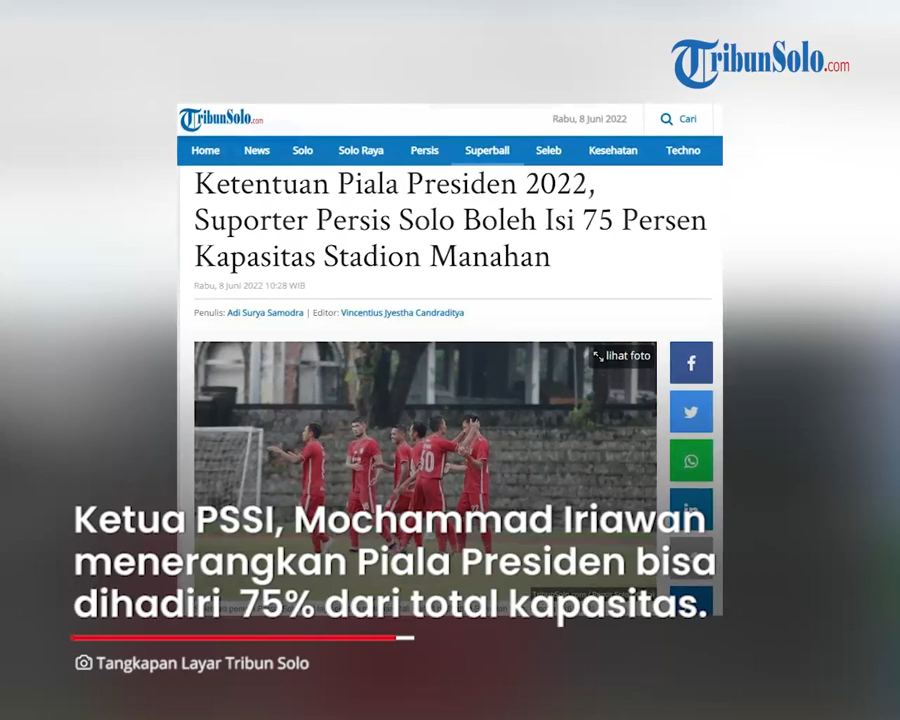 TribunSolo.com
TribunSolo.com
Rabu, 8 Juni 2022
Cari
Home News Solo Solo Raya Persis Superball Seleb Kesehatan Techno
Ketentuan Piala Presiden 2022,
Suporter Persis Solo Boleh Isi 75 Persen
Kapasitas Stadion Manahan
Rabu, 8 Juni 2022 10:28 WIB
Penulis: Adi Surya Samodra | Editor: Vincentius Jyestha Candraditya
lihat foto
Ketua PSSI, Mochammad Iriawan
menerangkan Piala Presiden bisa
dihadiri 75% dari total kapasitas.
Tangkapan Layar Tribun Solo